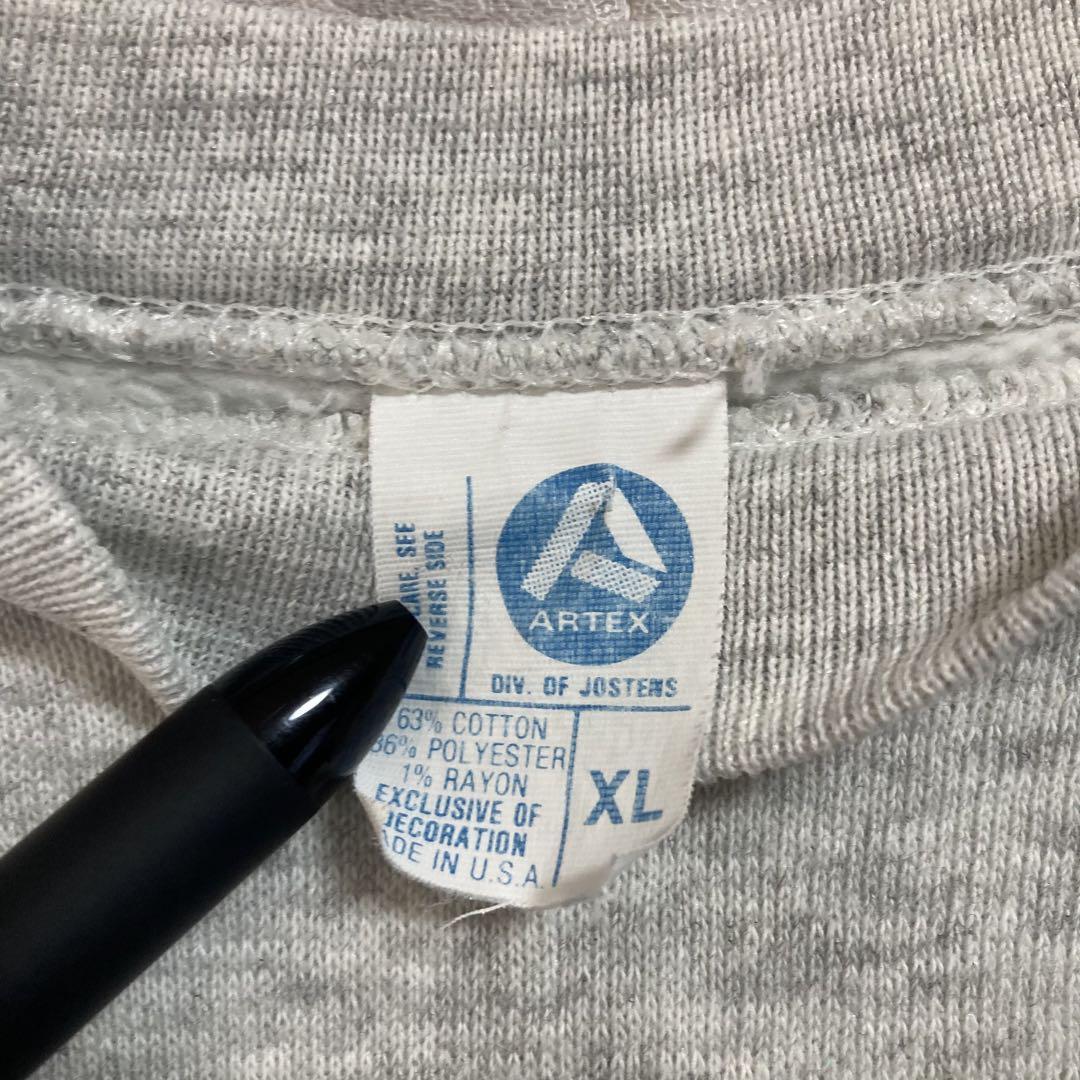 SEE
REVERSE SIDE
ARTEX
DIV. OF JOSTENS
63% COTTON
36% POLYESTER
1% RAYON
EXCLUSIVE OF
DECORATION
MADE IN U.S.A.
XL